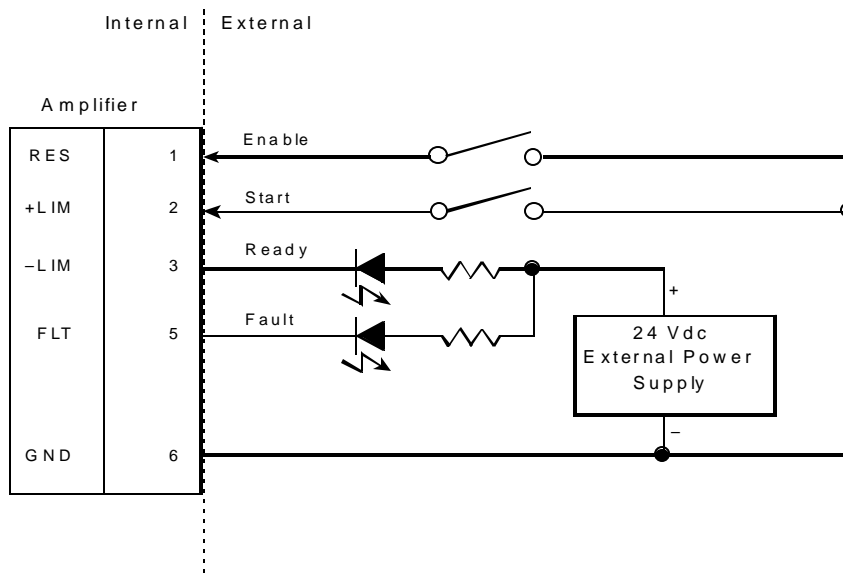 Internal External
Amplifier
RES 1 Enable
+LIM 2 Start
–LIM 3 Ready
FLT 5 Fault
+
24 Vdc
External Power
Supply
–
GND 6